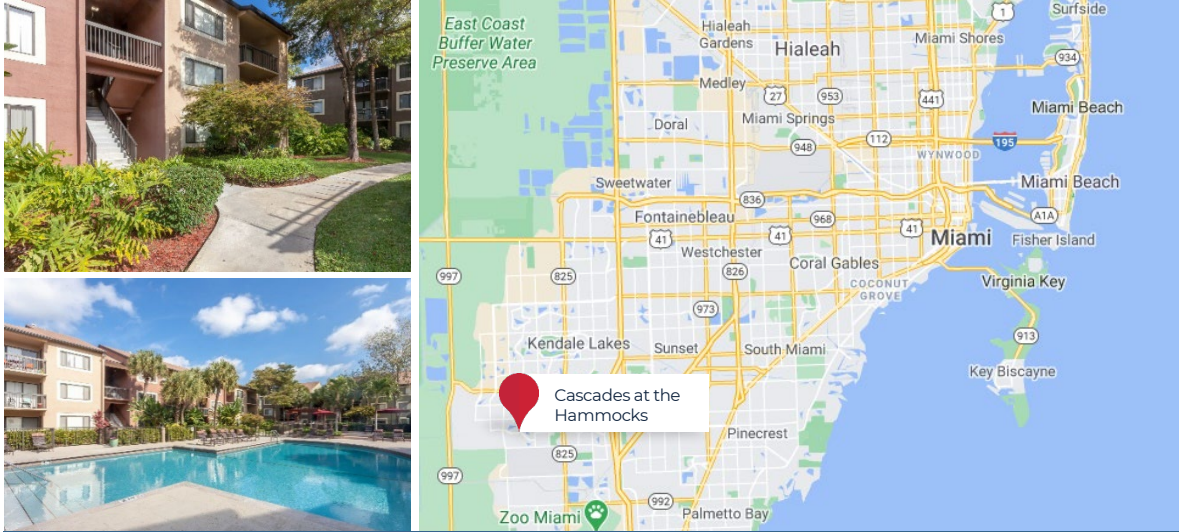 East Coast
Buffer Water
Preserve Area
Hialeah
Gardens
Hialeah
Medley
Doral
Miami Springs
Miami Shores
Surfside
1
934
27
953
441
Miami Beach
948
112
195
WYNWOOD
Sweetwater
836
Miami Beach
Fontainebleau
968
A1A
41
41
41
Miami
Fisher Island
Westchester
997
825
826
Coral Gables
COCONUT
GROVE
Virginia Key
973
913
Kendale Lakes
Sunset
South Miami
Key Biscayne
Cascades at the
Hammocks
Pinecrest
825
997
992
Zoo Miami
Palmetto Bay